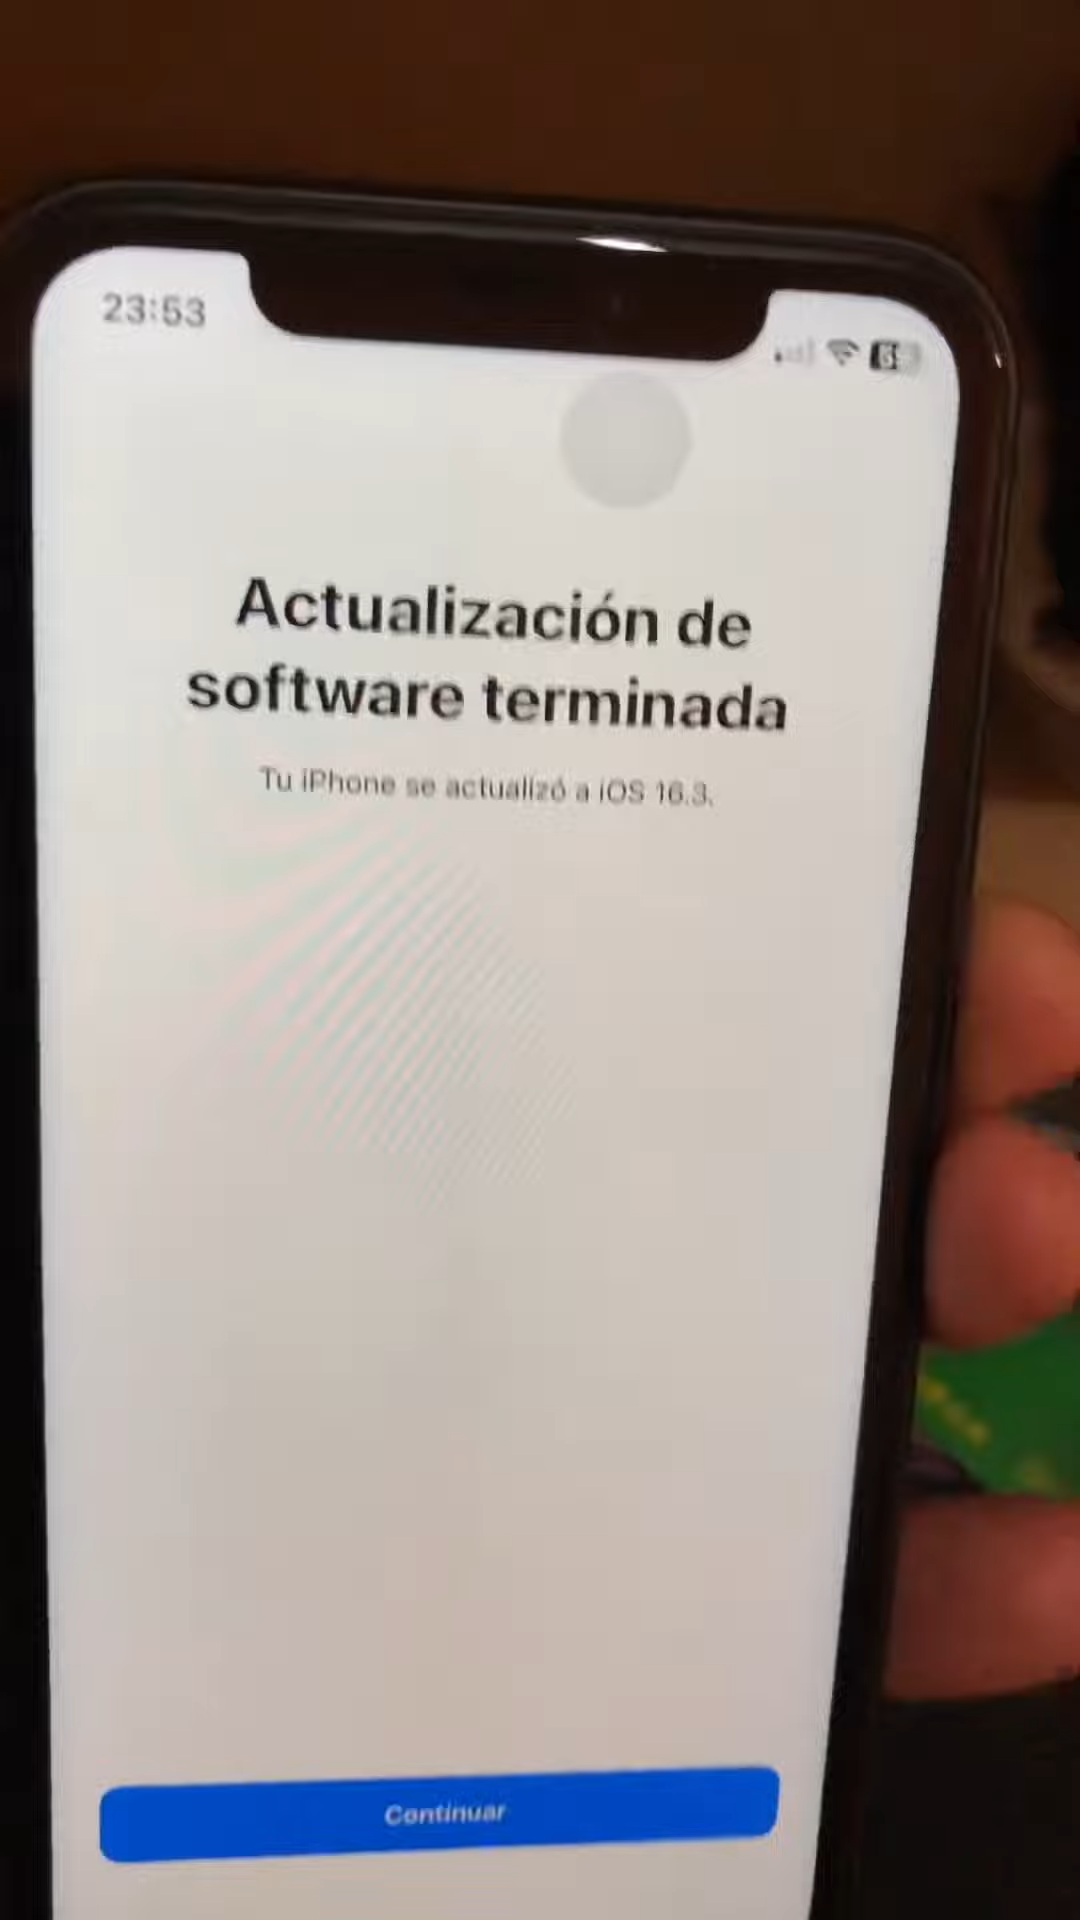 23:53
Actualización de
software terminada
Tu iPhone se actualizó a iOS 16.3.
Continuar